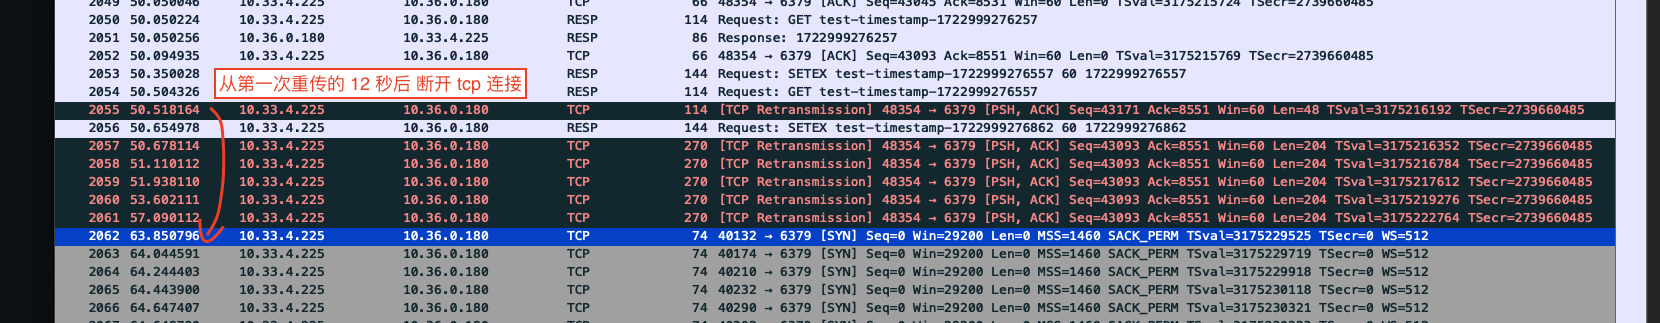 2049 50.050046 10.33.4.225 10.36.0.180 TCP 66 48354 → 6379 [ACK] Seq=43045 Ack=8531 Win=60 Len=0 TSval=3175215724 TSecr=2739660485
2050 50.050224 10.33.4.225 10.36.0.180 RESP 114 Request: GET test-timestamp-1722999276257
2051 50.050256 10.36.0.180 10.33.4.225 RESP 86 Response: 1722999276257
2052 50.094935 10.33.4.225 10.36.0.180 TCP 66 48354 → 6379 [ACK] Seq=43093 Ack=8551 Win=60 Len=0 TSval=3175215769 TSecr=2739660485
2053 50.350028 10.33.4.225 10.36.0.180 RESP 144 Request: SETEX test-timestamp-1722999276557 60 1722999276557
从第一次重传的 12 秒后 断开 tcp 连接
2054 50.504326 10.33.4.225 10.36.0.180 RESP 114 Request: GET test-timestamp-1722999276557
2055 50.518164 10.33.4.225 10.36.0.180 TCP 114 [TCP Retransmission] 48354 → 6379 [PSH, ACK] Seq=43171 Ack=8551 Win=60 Len=48 TSval=3175216192 TSecr=2739660485
2056 50.654978 10.33.4.225 10.36.0.180 RESP 144 Request: SETEX test-timestamp-1722999276862 60 1722999276862
2057 50.678114 10.33.4.225 10.36.0.180 TCP 270 [TCP Retransmission] 48354 → 6379 [PSH, ACK] Seq=43093 Ack=8551 Win=60 Len=204 TSval=3175216352 TSecr=2739660485
2058 51.110112 10.33.4.225 10.36.0.180 TCP 270 [TCP Retransmission] 48354 → 6379 [PSH, ACK] Seq=43093 Ack=8551 Win=60 Len=204 TSval=3175216784 TSecr=2739660485
2059 51.938110 10.33.4.225 10.36.0.180 TCP 270 [TCP Retransmission] 48354 → 6379 [PSH, ACK] Seq=43093 Ack=8551 Win=60 Len=204 TSval=3175217612 TSecr=2739660485
2060 53.602111 10.33.4.225 10.36.0.180 TCP 270 [TCP Retransmission] 48354 → 6379 [PSH, ACK] Seq=43093 Ack=8551 Win=60 Len=204 TSval=3175219276 TSecr=2739660485
2061 57.090112 10.33.4.225 10.36.0.180 TCP 270 [TCP Retransmission] 48354 → 6379 [PSH, ACK] Seq=43093 Ack=8551 Win=60 Len=204 TSval=3175222764 TSecr=2739660485
2062 63.850796 10.33.4.225 10.36.0.180 TCP 74 40132 → 6379 [SYN] Seq=0 Win=29200 Len=0 MSS=1460 SACK_PERM TSval=3175229525 TSecr=0 WS=512
2063 64.044591 10.33.4.225 10.36.0.180 TCP 74 40174 → 6379 [SYN] Seq=0 Win=29200 Len=0 MSS=1460 SACK_PERM TSval=3175229719 TSecr=0 WS=512
2064 64.244403 10.33.4.225 10.36.0.180 TCP 74 40210 → 6379 [SYN] Seq=0 Win=29200 Len=0 MSS=1460 SACK_PERM TSval=3175229918 TSecr=0 WS=512
2065 64.443900 10.33.4.225 10.36.0.180 TCP 74 40232 → 6379 [SYN] Seq=0 Win=29200 Len=0 MSS=1460 SACK_PERM TSval=3175230118 TSecr=0 WS=512
2066 64.647407 10.33.4.225 10.36.0.180 TCP 74 40290 → 6379 [SYN] Seq=0 Win=29200 Len=0 MSS=1460 SACK_PERM TSval=3175230321 TSecr=0 WS=512